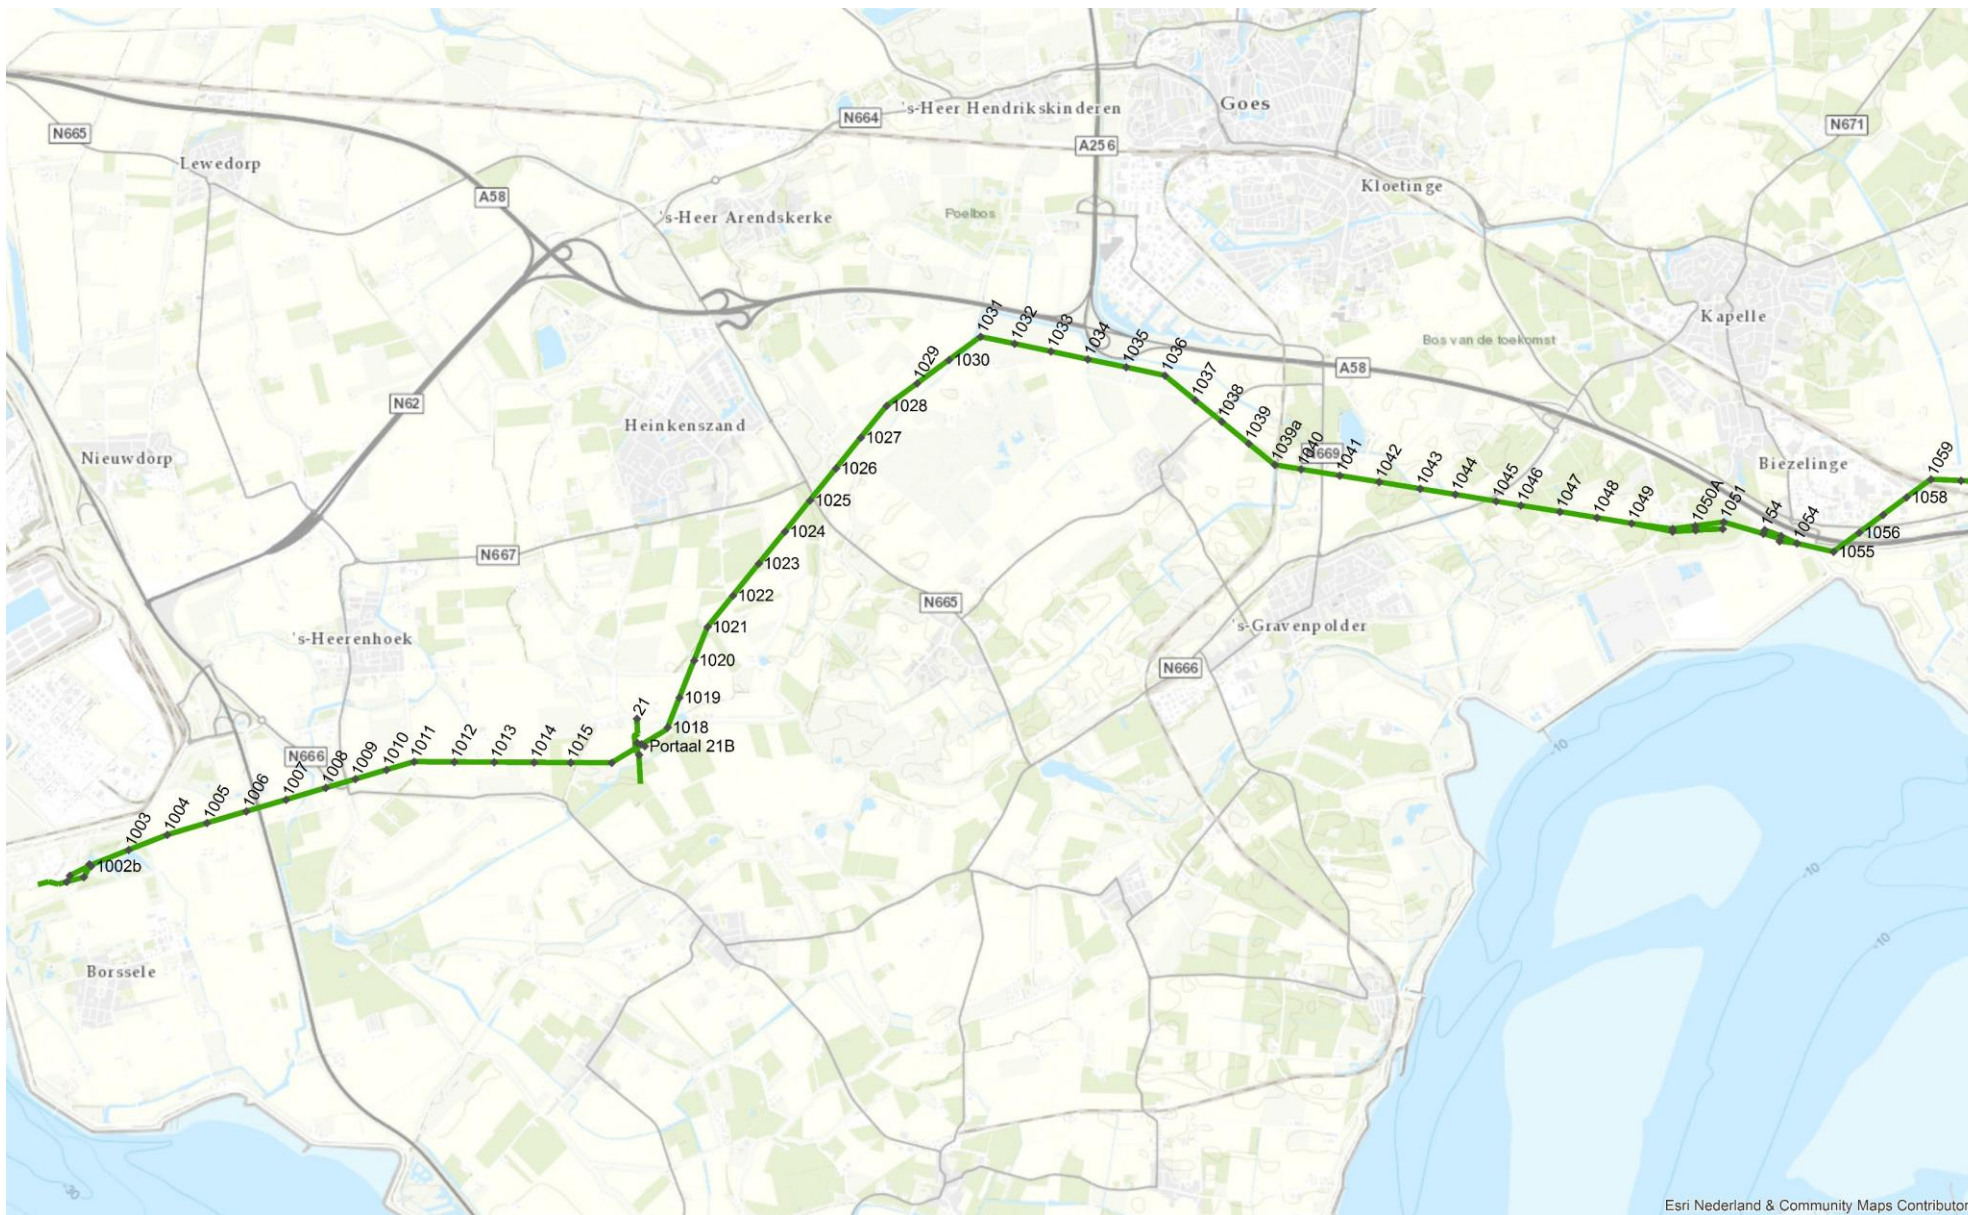 Goes
's-Heer Hendrikskinderen
N664
N671
N665
A256
Lewedorp
Kloetinge
A58
's-Heer Arendskerke
Poelbos
Kapelle
Bos van de toekomst
A58
N62
Heinkenszand
Nieuwdorp
N669
Biezelinge
N667
N665
's-Heerenhoek
's-Gravenpolder
N666
N666
Borssele
1002b
1003
1004
1005
1006
1007
1008
1009
1010
1011
1012
1013
1014
1015
21
Portaal 21B
1018
1019
1020
1021
1022
1023
1024
1025
1026
1027
1028
1029
1030
1031
1032
1033
1034
1035
1036
1037
1038
1039
1039a
1040
1041
1042
1043
1044
1045
1046
1047
1048
1049
1050A
1051
154
1054
1055
1056
1058
1059
-10
-10
-10
-30
Esri Nederland & Community Maps Contributor